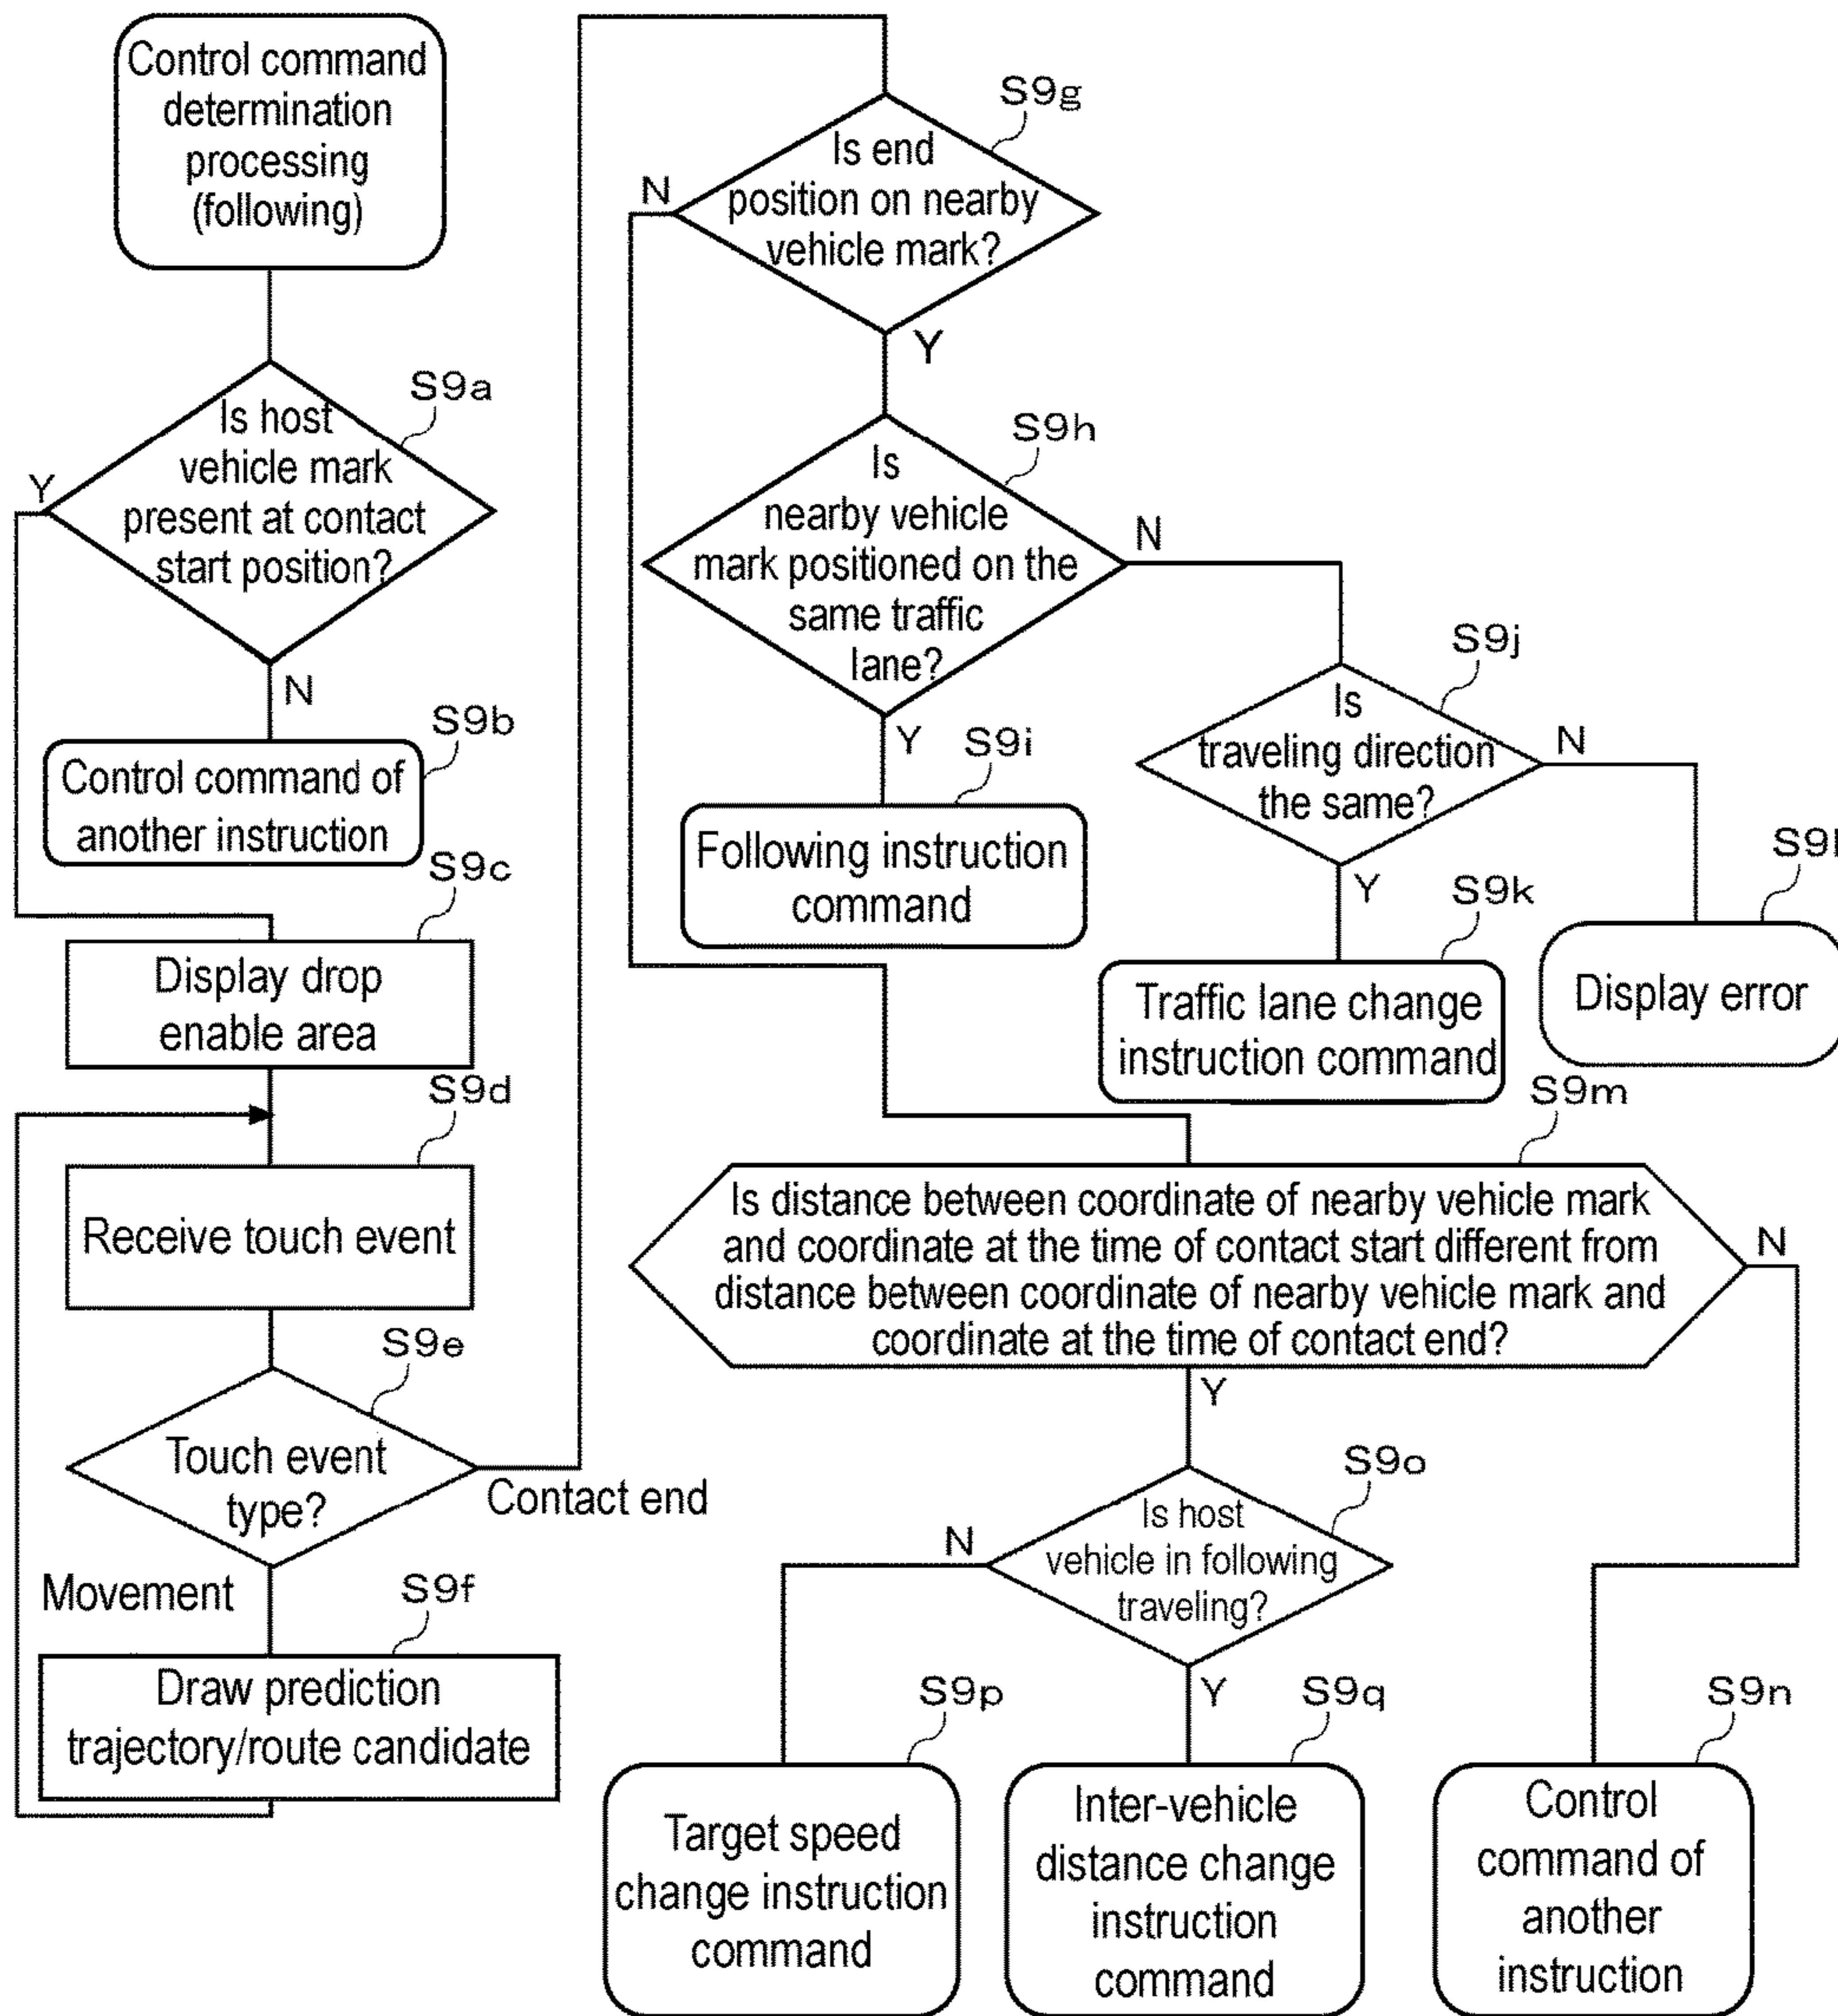 Control command
determination
processing
(following)
S9a
Is host
vehicle mark
present at contact
start position?
Y
N
S9b
Control command of
another instruction
S9c
Display drop
enable area
S9d
Receive touch event
S9e
Touch event
type?
Contact end
Movement
S9f
Draw prediction
trajectory/route candidate
S9g
Is end
position on nearby
vehicle mark?
N
Y
S9h
Is
nearby vehicle
mark positioned on the
same traffic
lane?
N
Y
S9i
Following instruction
command
S9j
Is
traveling direction
the same?
N
Y
S9k
Traffic lane change
instruction command
S9l
Display error
S9m
Is distance between coordinate of nearby vehicle mark
and coordinate at the time of contact start different from
distance between coordinate of nearby vehicle mark and
coordinate at the time of contact end?
N
Y
S9o
Is host
vehicle in following
traveling?
N
Y
S9p
Target speed
change instruction
command
S9q
Inter-vehicle
distance change
instruction
command
S9n
Control
command of
another
instruction